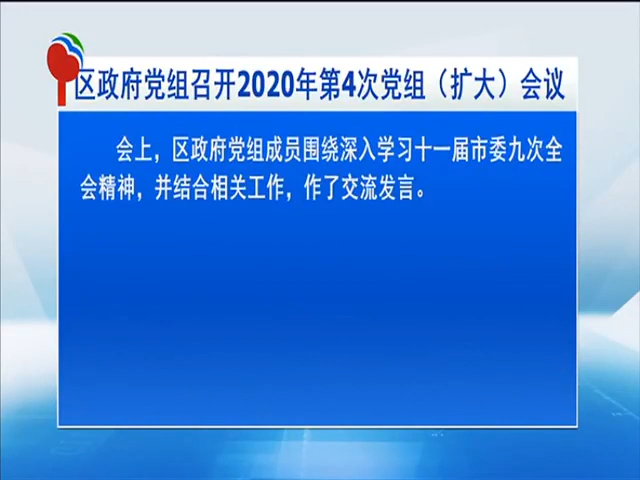 区政府党组召开2020年第4次党组（扩大）会议
会上，区政府党组成员围绕深入学习十一届市委九次全
会精神，并结合相关工作，作了交流发言。